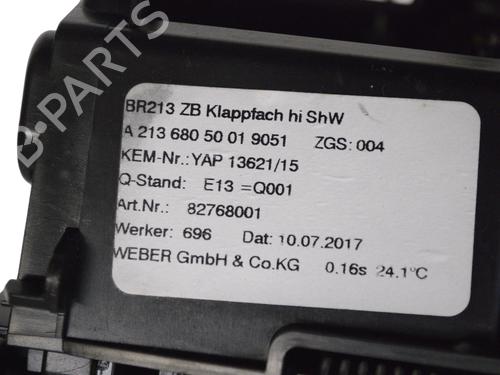 BR213 ZB Klappfach hi ShW
A 213 680 50 01 9051 ZGS: 004
KEM-Nr.: YAP 13621/15
Q-Stand: E13 =Q001
Art.Nr.: 82768001
Werker: 696 Dat: 10.07.2017
WEBER GmbH & Co.KG 0.16s 24.1°C
B-PARTS